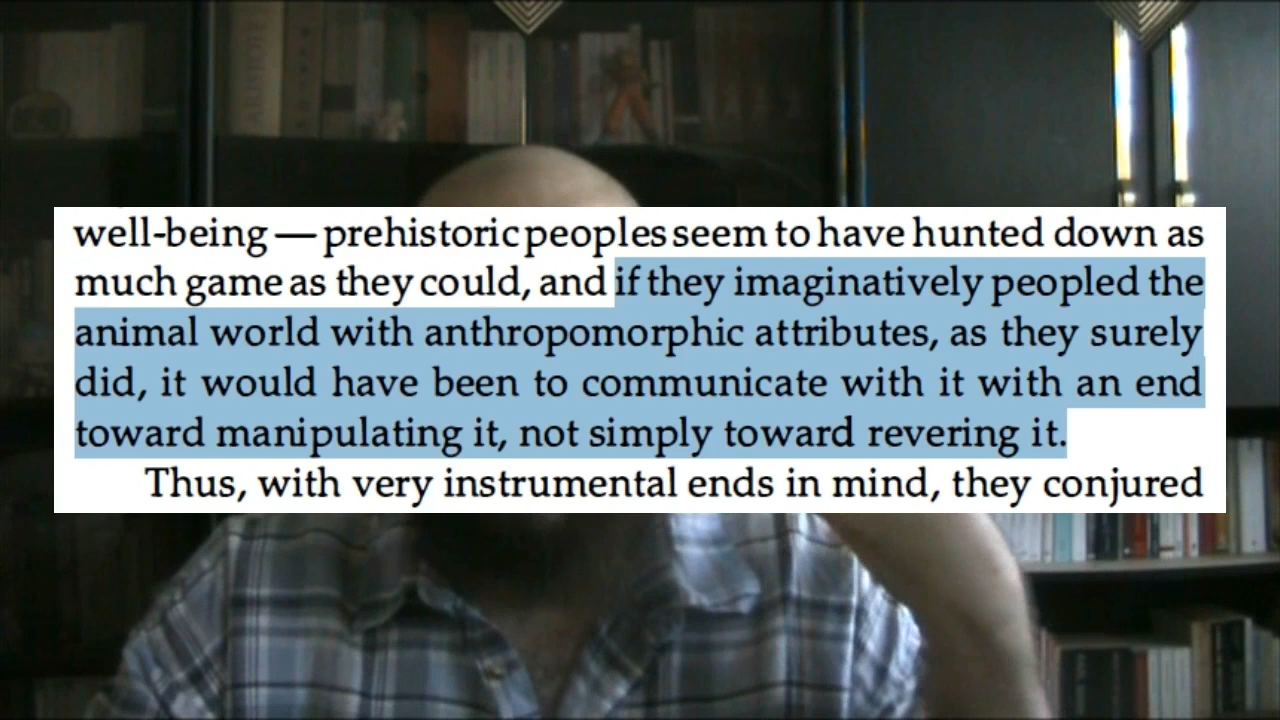 well-being — prehistoric peoples seem to have hunted down as
much game as they could, and if they imaginatively peopled the
animal world with anthropomorphic attributes, as they surely
did, it would have been to communicate with it with an end
toward manipulating it, not simply toward revering it.
Thus, with very instrumental ends in mind, they conjured